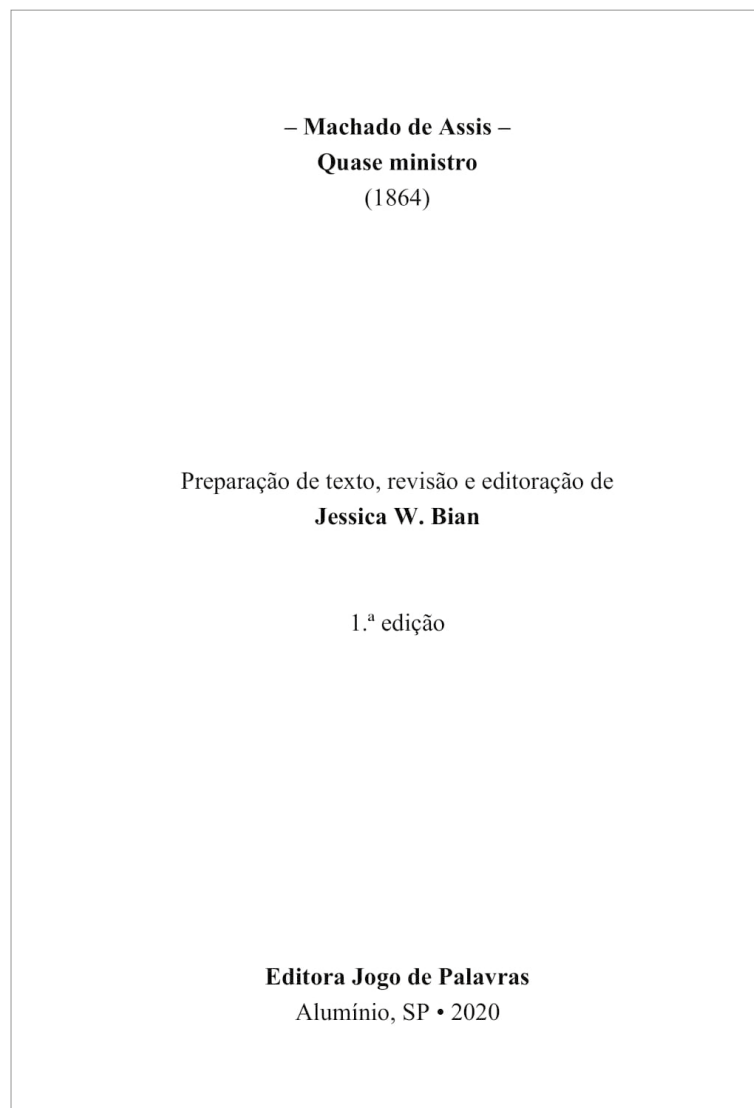 – Machado de Assis –
Quase ministro
(1864)
Preparação de texto, revisão e editoração de
Jessica W. Bian
1.ª edição
Editora Jogo de Palavras
Alumínio, SP • 2020